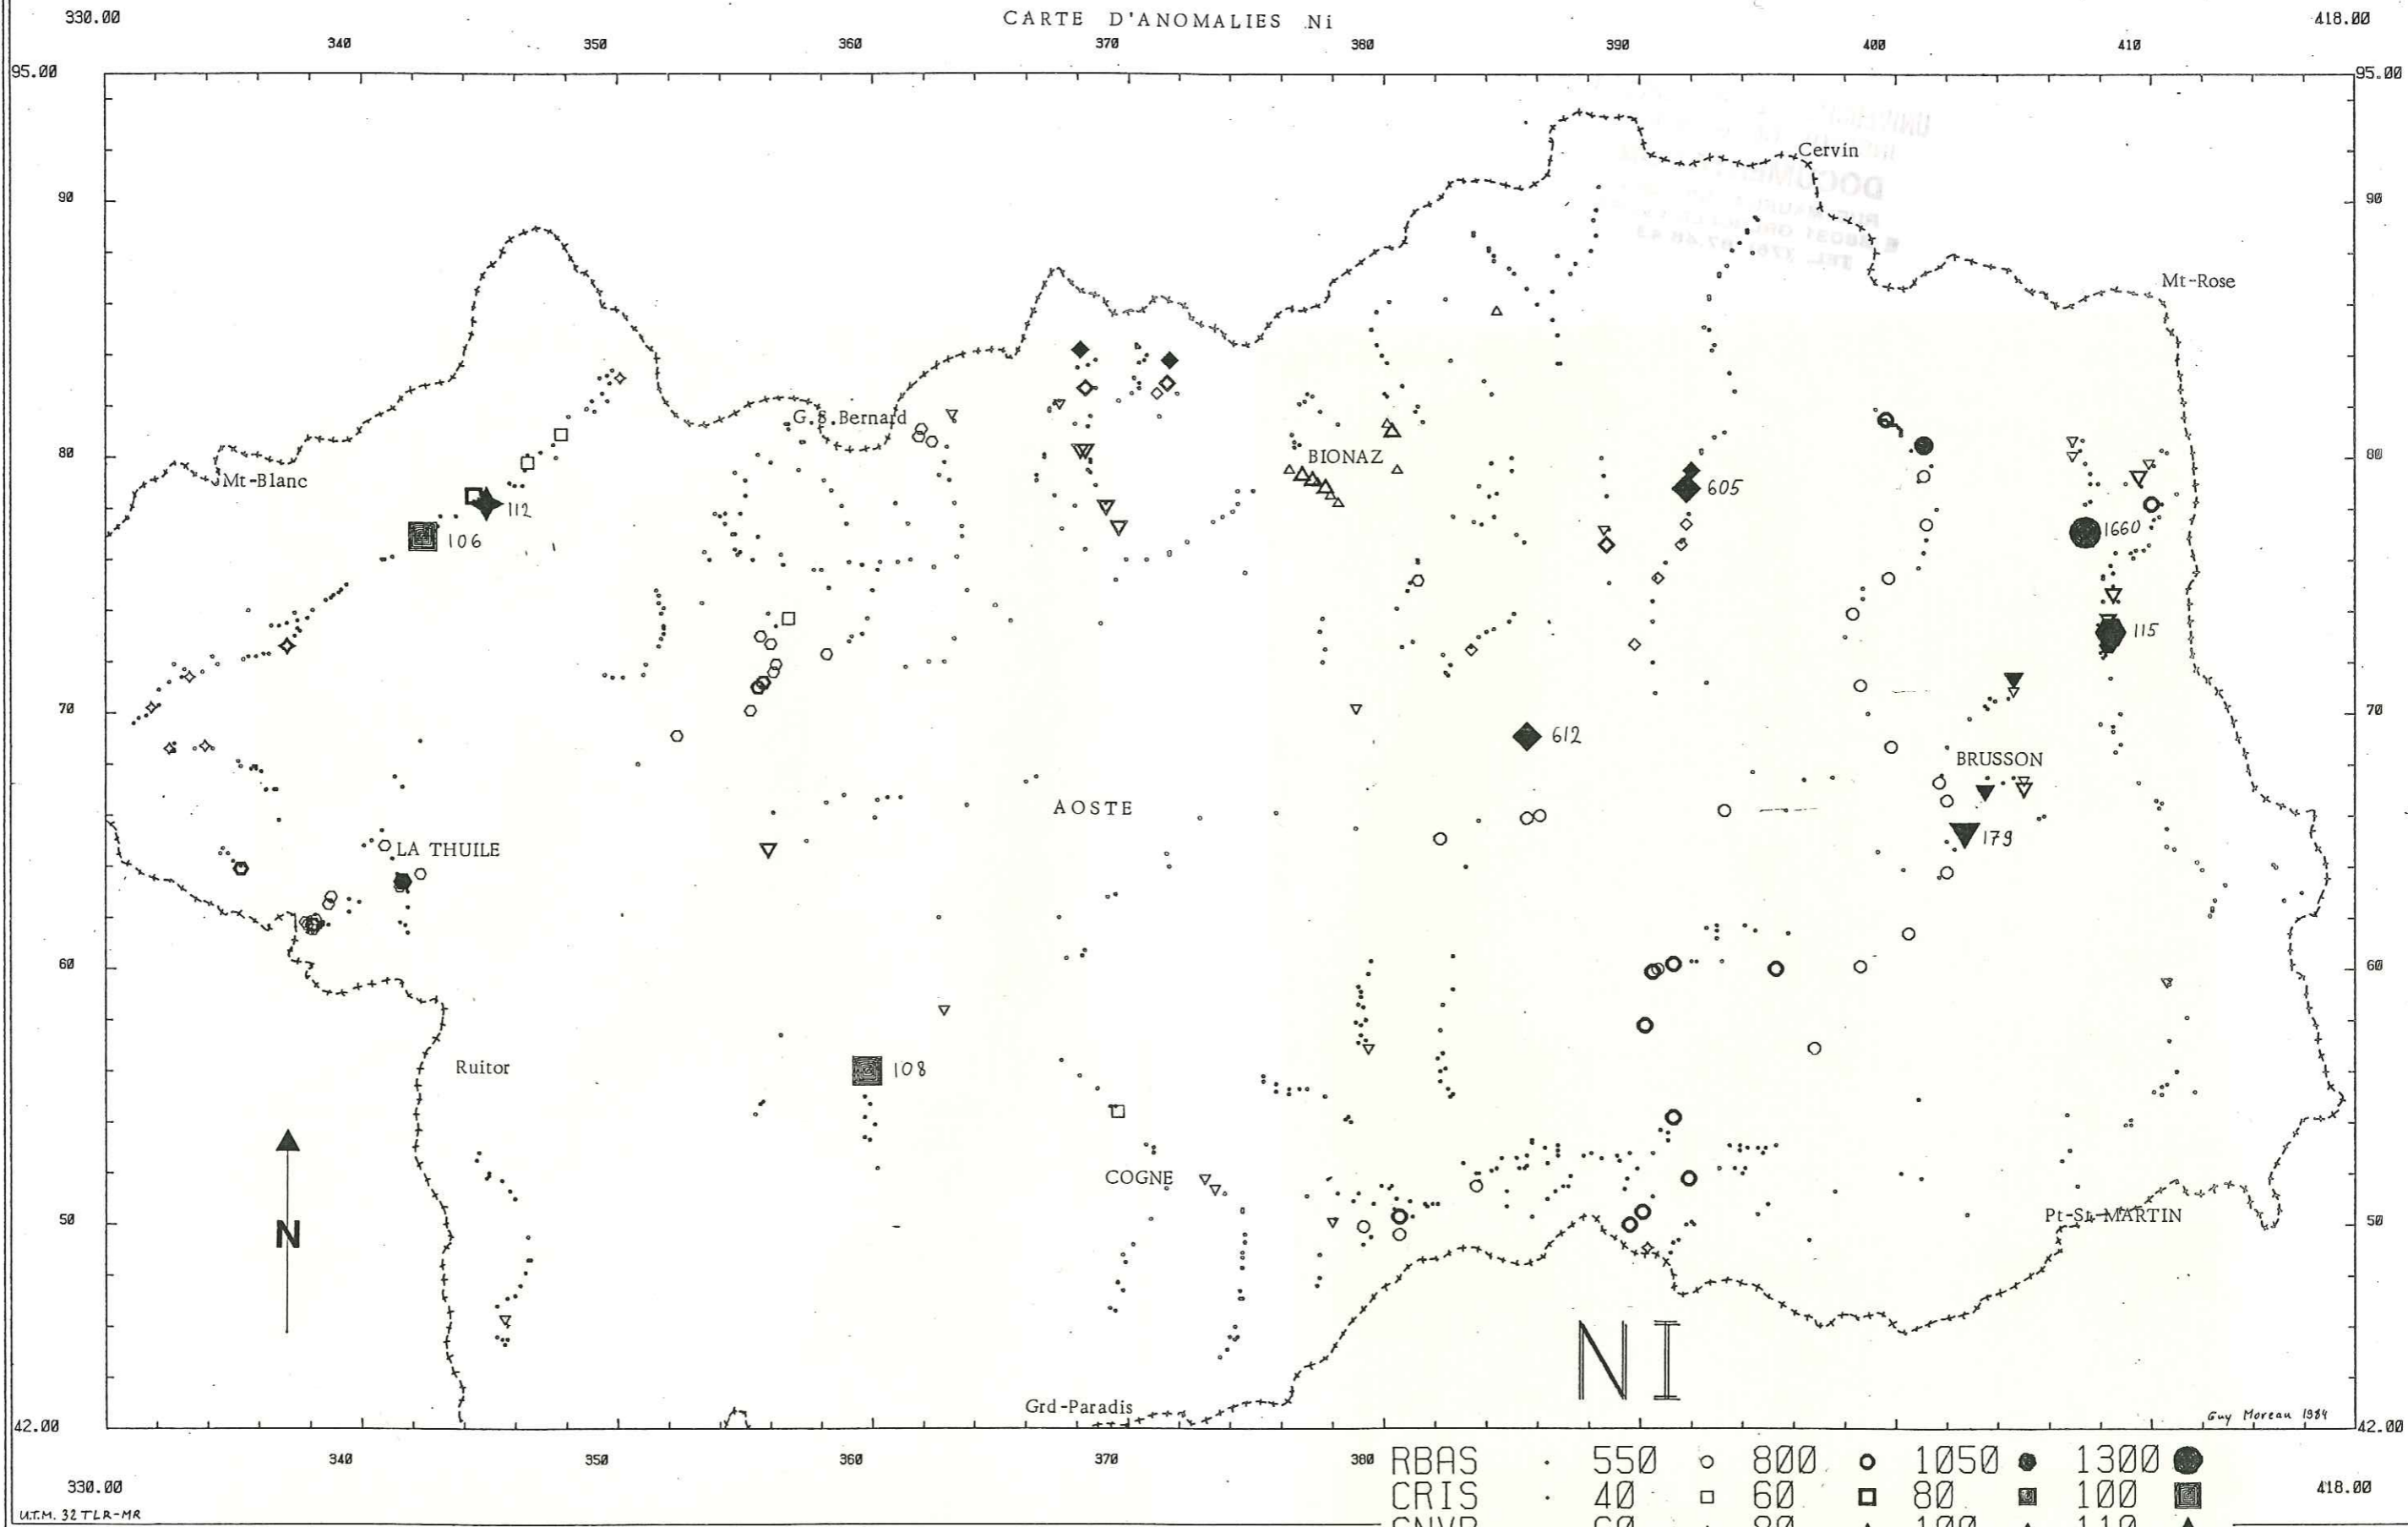 CARTE D'ANOMALIES Ni
330.00 418.00
340 350 360 370 380 390 400 410
95.00 95.00
Cervin
90 90
Mt-Rose
G.S.Bernard
80 BIONAZ 80
Mt-Blanc
605
112
106
1660
115
70 70
612
BRUSSON
AOSTE
179
LA THUILE
60 60
Ruitor
108
COGNE
50 50
Pt-St-MARTIN
N
NI
Grd-Paradis
Guy Moreau 1984
42.00 42.00
340 350 360 370 380
RBAS 550 800 1050 1300
330.00 418.00
CRIS 40 60 80 100
U.T.M. 32 TLR-MR